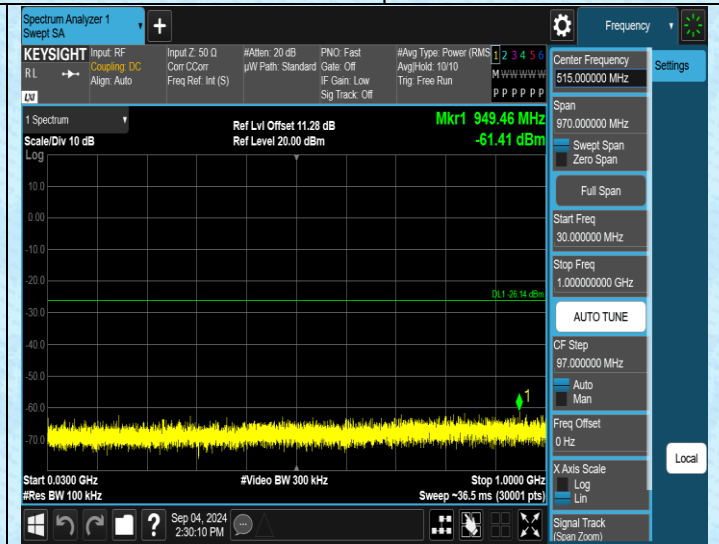 Spectrum Analyzer 1
Swept SA
+
Frequency
KEYSIGHT
Input: RF
Coupling: DC
Align: Auto
Input Z: 50 Ω
Corr CCorr
Freq Ref: Int (S)
#Atten: 20 dB
µW Path: Standard
PNO: Fast
Gate: Off
IF Gain: Low
Sig Track: Off
#Avg Type: Power (RMS
Avg|Hold: 10/10
Trig: Free Run
1 2 3 4 5 6
M W W W W W
P P P P P P
RL
LXI
1 Spectrum
Scale/Div 10 dB
Log
Ref Lvl Offset 11.28 dB
Ref Level 20.00 dBm
Mkr1 949.46 MHz
-61.41 dBm
10.0
0.00
-10.0
-20.0
DL1 -26.14 dBm
-30.0
-40.0
-50.0
-60.0
1
-70.0
Start 0.0300 GHz
#Res BW 100 kHz
#Video BW 300 kHz
Stop 1.0000 GHz
Sweep ~36.5 ms (30001 pts)
Sep 04, 2024
2:30:10 PM
?
Center Frequency
515.000000 MHz
Settings
Span
970.000000 MHz
Swept Span
Zero Span
Full Span
Start Freq
30.000000 MHz
Stop Freq
1.000000000 GHz
AUTO TUNE
CF Step
97.000000 MHz
Auto
Man
Freq Offset
0 Hz
X Axis Scale
Log
Lin
Local
Signal Track
(Span Zoom)